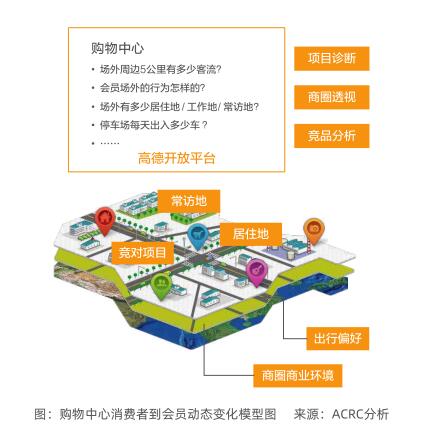 购物中心
• 场外周边5公里有多少客流?
• 会员场外的行为怎样的?
• 场外有多少居住地 / 工作地/ 常访地?
• 停车场每天出入多少车 ?
• ……
高德开放平台
项目诊断
商圈透视
竞品分析
常访地
居住地
竞对项目
出行偏好
商圈商业环境
图：购物中心消费者到会员动态变化模型图 来源：ACRC分析